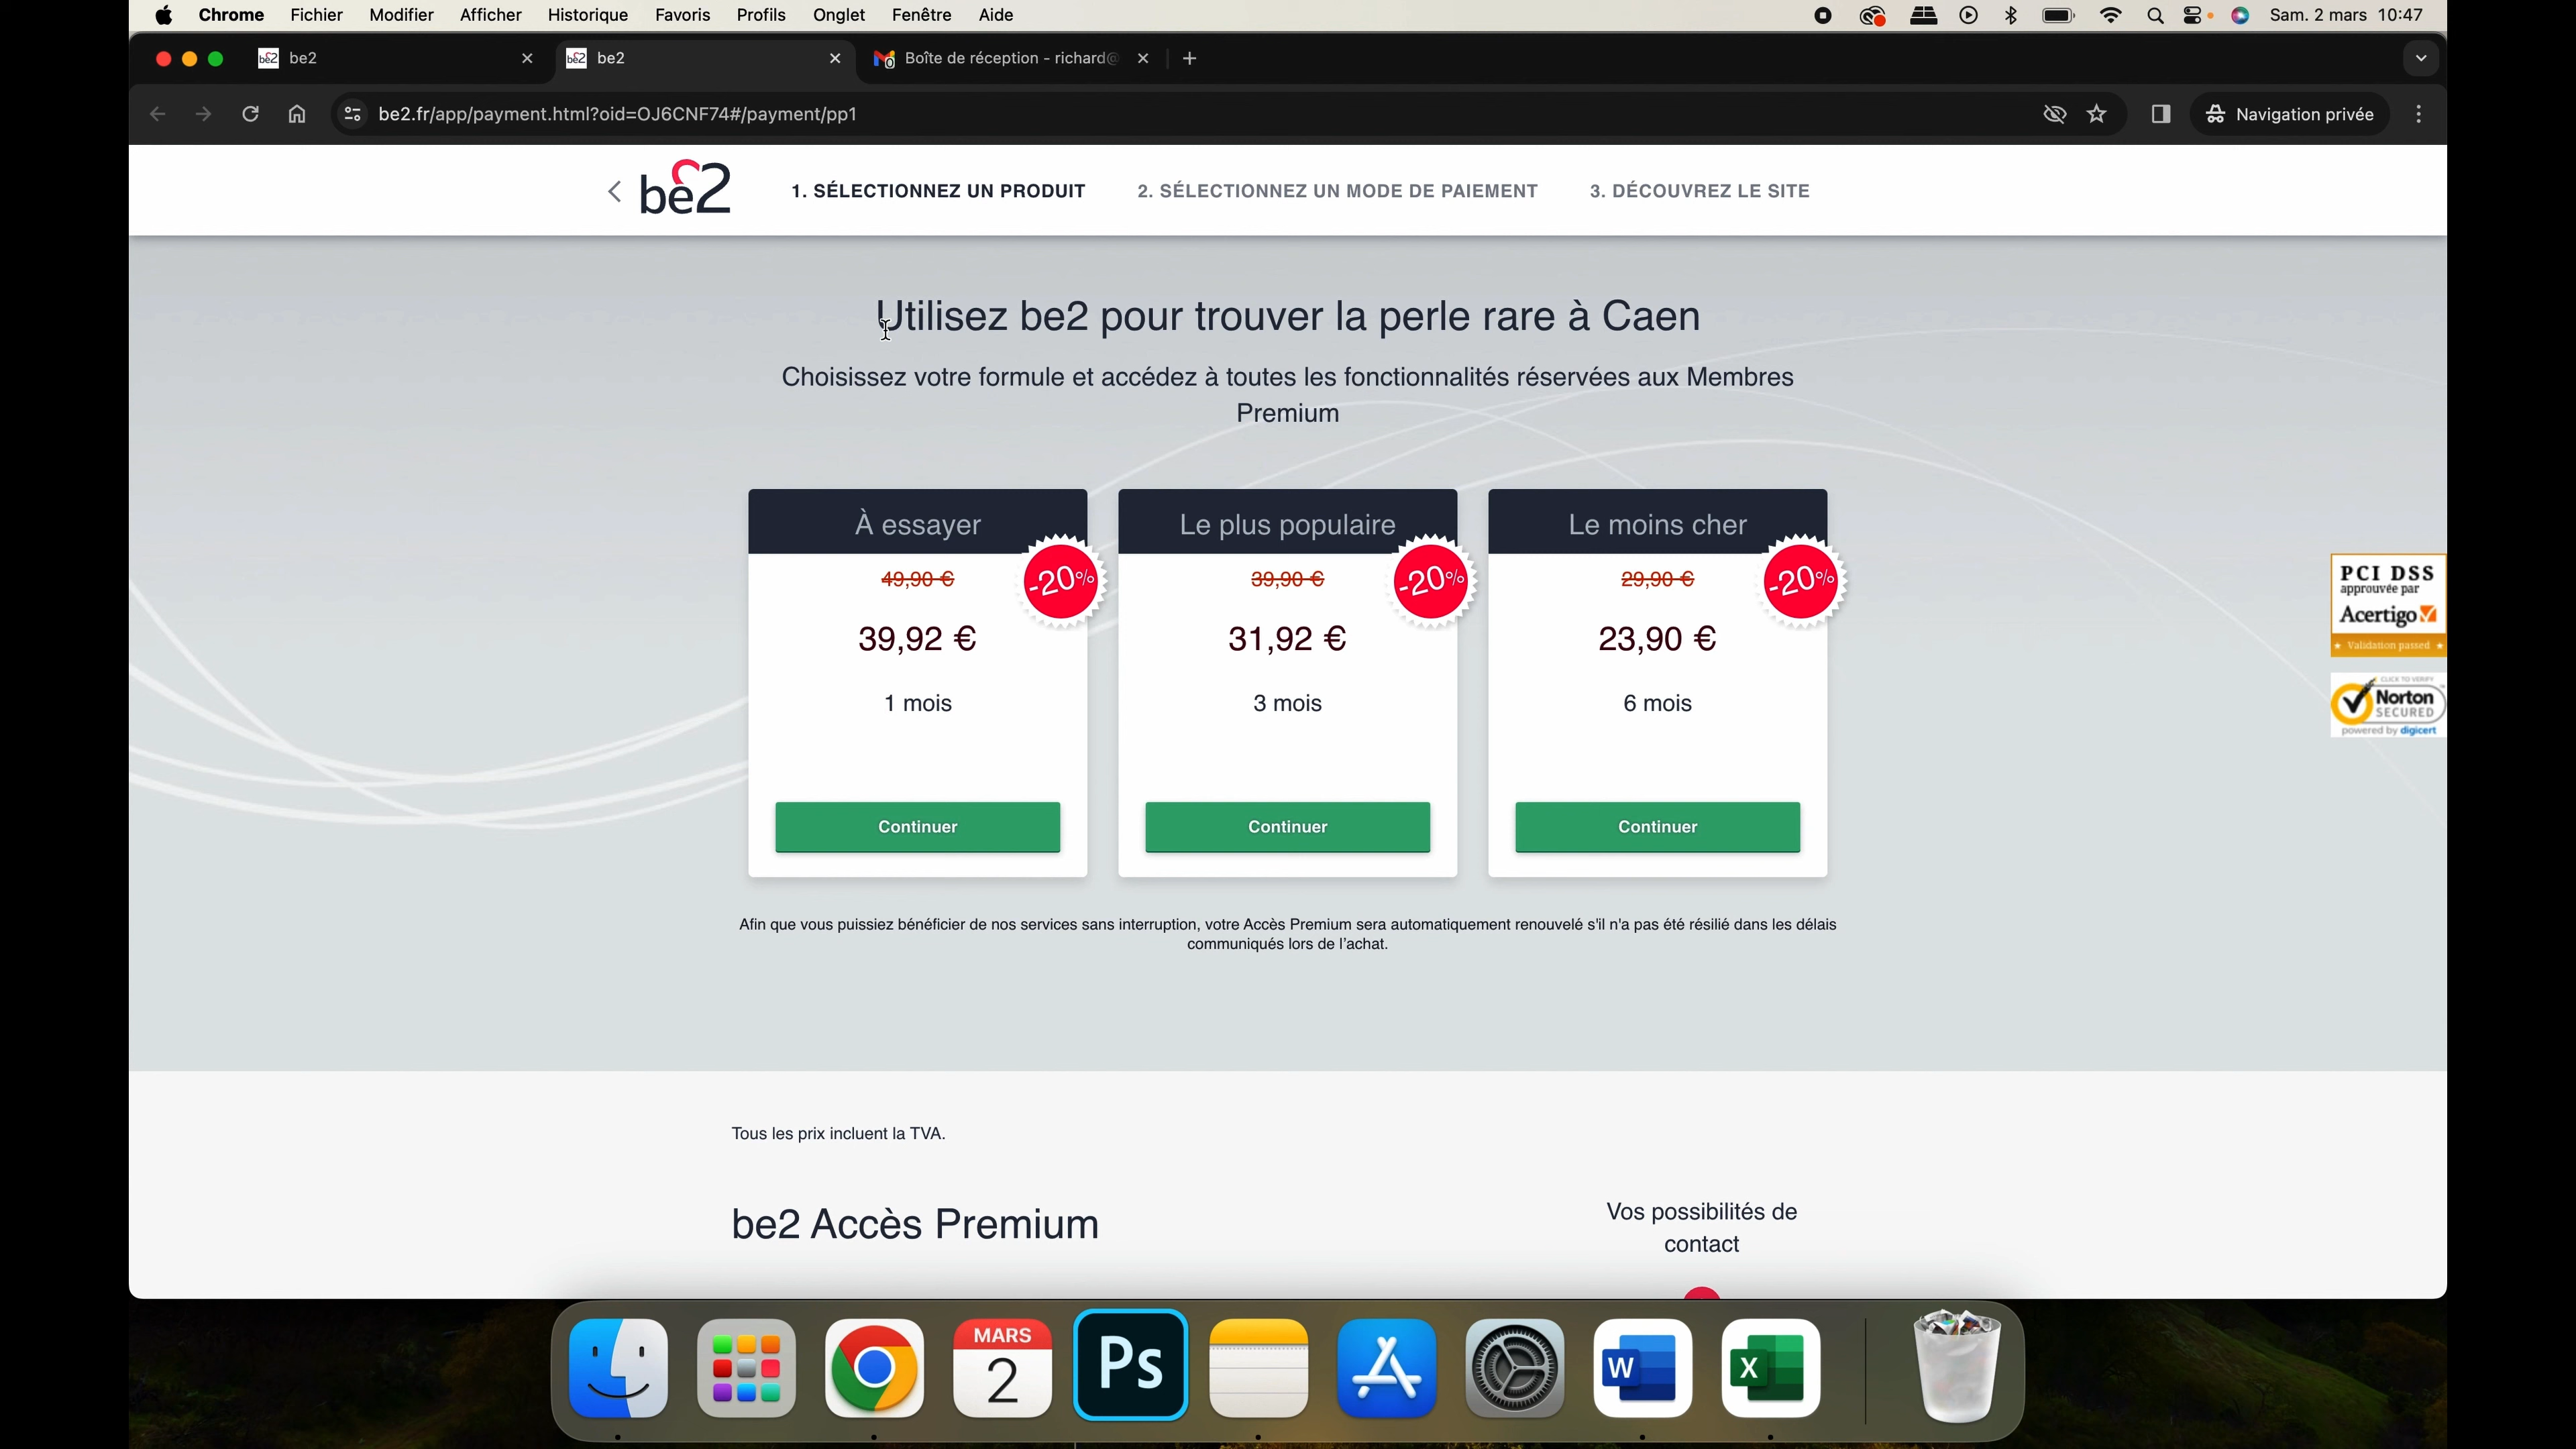 Chrome Fichier Modifier Afficher Historique Favoris Profils Onglet Fenêtre Aide Sam. 2 mars 10:47
be2 be2 be2 be2 Boîte de réception - richard@
be2.fr/app/payment.html?oid=OJ6CNF74#/payment/pp1 Navigation privée
be2 1. SÉLECTIONNEZ UN PRODUIT 2. SÉLECTIONNEZ UN MODE DE PAIEMENT 3. DÉCOUVREZ LE SITE
Utilisez be2 pour trouver la perle rare à Caen
Choisissez votre formule et accédez à toutes les fonctionnalités réservées aux Membres
Premium
À essayer
49,90 €
-20%
39,92 €
1 mois
Continuer
Le plus populaire
39,90 €
-20%
31,92 €
3 mois
Continuer
Le moins cher
29,90 €
-20%
23,90 €
6 mois
Continuer
PCI DSS
approuvée par
Acertigo
Validation passed
CLICK TO VERIFY
Norton
SECURED
powered by digicert
Afin que vous puissiez bénéficier de nos services sans interruption, votre Accès Premium sera automatiquement renouvelé s'il n'a pas été résilié dans les délais
communiqués lors de l'achat.
Tous les prix incluent la TVA.
be2 Accès Premium
Vos possibilités de
contact
MARS
2
Ps
W
X